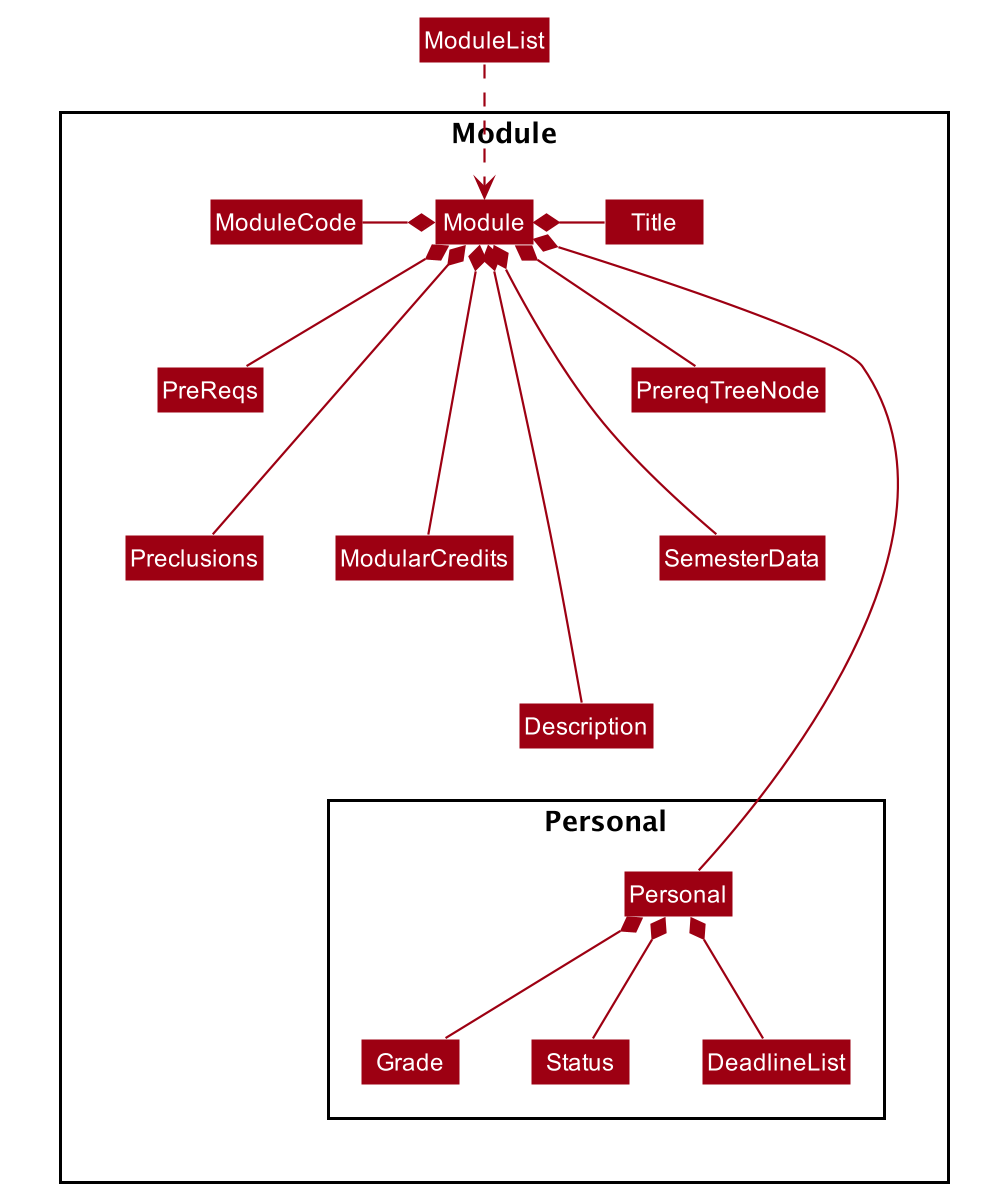 ModuleList
Module
ModuleCode
Module
Title
PreReqs
PrereqTreeNode
Preclusions
ModularCredits
SemesterData
Description
Personal
Personal
Grade
Status
DeadlineList